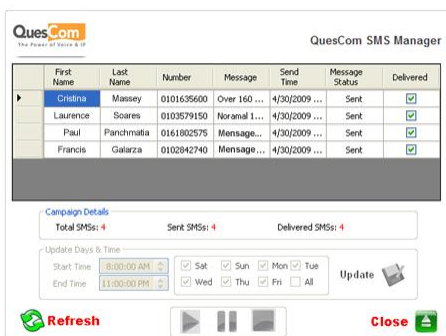 QuesCom
The Power of Voice & IP
QuesCom SMS Manager
First Name Last Name Number Message Send Time Message Status Delivered
Cristina Massey 0101635600 Over 160 ... 4/30/2009 ... Sent
Laurence Soares 0103579150 Noramal 1... 4/30/2009 ... Sent
Paul Panchmatia 0161802575 Mensage... 4/30/2009 ... Sent
Francis Galarza 0102842740 Mensage... 4/30/2009 ... Sent
Campaign Details
Total SMSs: 4 Sent SMSs: 4 Delivered SMSs: 4
Update Days & Time
Start Time 8:00:00 AM Sat Sun Mon Tue
End Time 11:00:00 PM Wed Thu Fri All
Update
Refresh Close